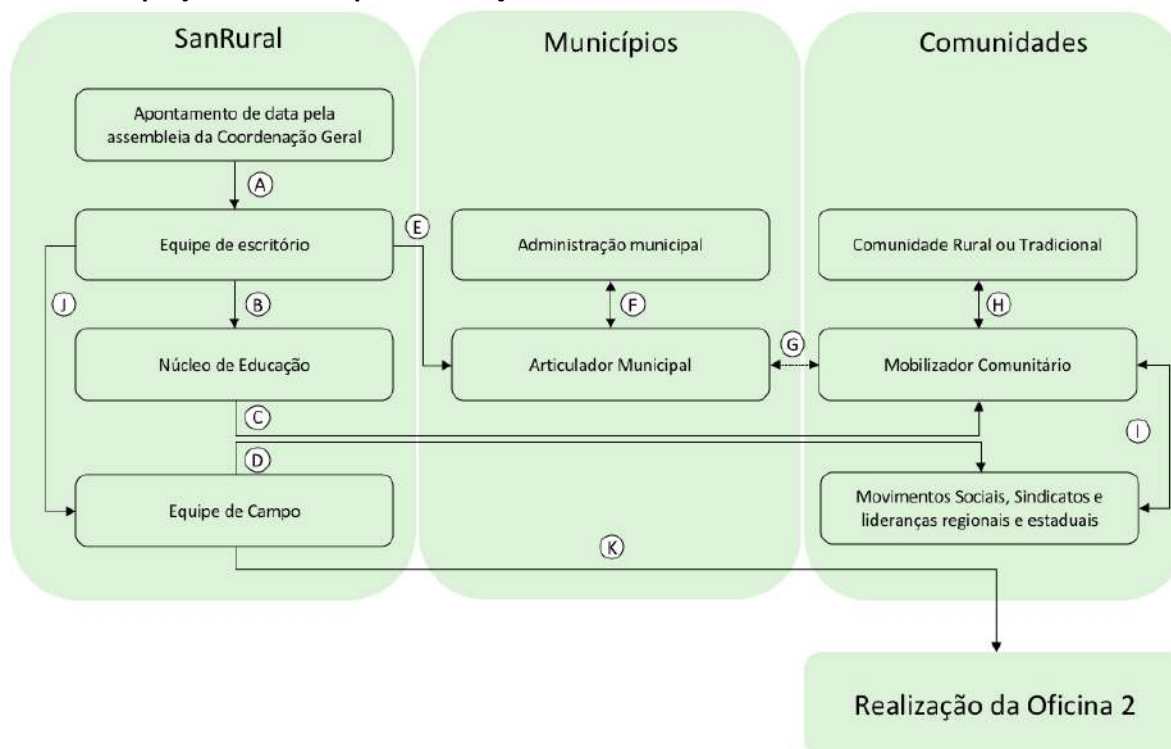 SanRural
Municípios
Comunidades
Apontamento de data pela
assembleia da Coordenação Geral
A
Equipe de escritório
E
Administração municipal
Comunidade Rural ou Tradicional
J
B
F
H
Núcleo de Educação
Articulador Municipal
G
Mobilizador Comunitário
C
I
D
Equipe de Campo
Movimentos Sociais, Sindicatos e
lideranças regionais e estaduais
K
Realização da Oficina 2